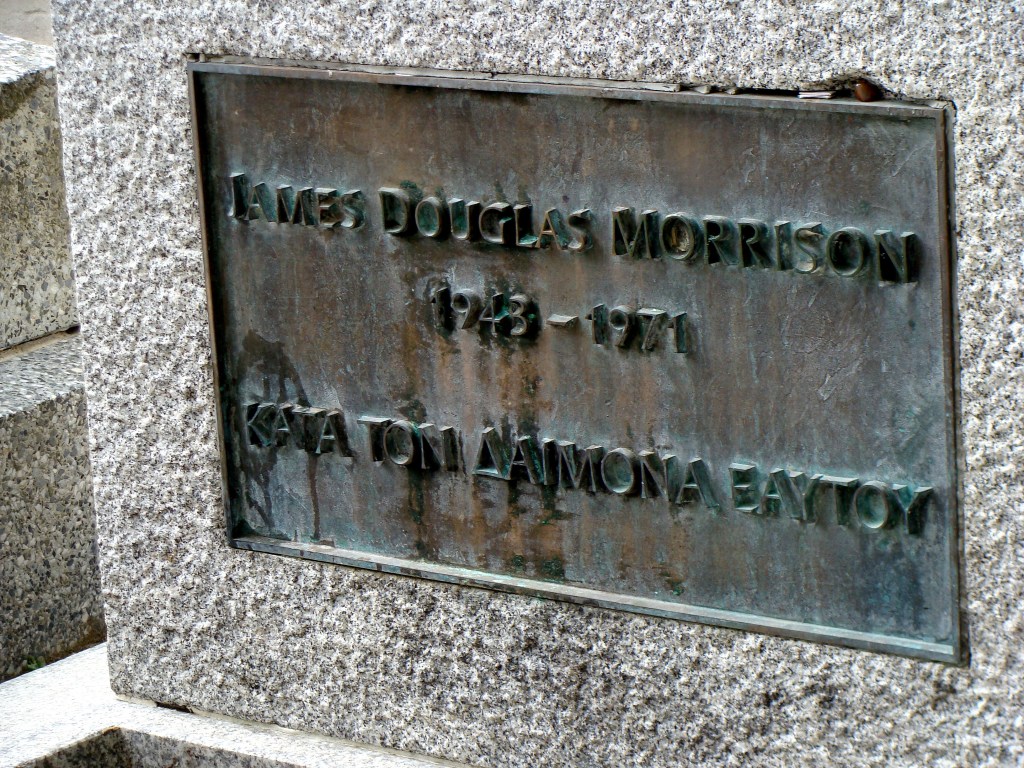 JAMES DOUGLAS MORRISON
1943 - 1971
ΚΑΤΑ ΤΟΝ ΔΑΙΜΟΝΑ ΕΑΥΤΟΥ